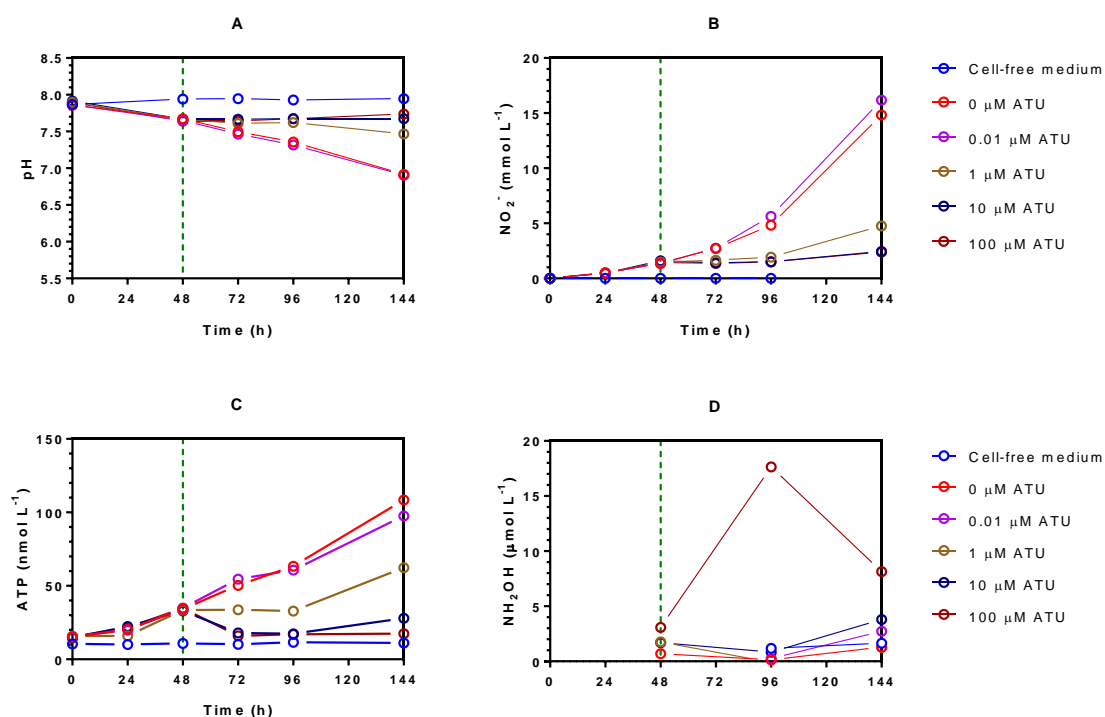 A
pH
8.5
8.0
7.5
7.0
6.5
6.0
5.5
0 24 48 72 96 120 144
Time (h)
B
NO₂⁻ (mmol L⁻¹)
20
15
10
5
0
0 24 48 72 96 120 144
Time (h)
Cell-free medium
0 μM ATU
0.01 μM ATU
1 μM ATU
10 μM ATU
100 μM ATU
C
ATP (nmol L⁻¹)
150
100
50
0
0 24 48 72 96 120 144
Time (h)
D
NH₂OH (μmol L⁻¹)
20
15
10
5
0
0 24 48 72 96 120 144
Cell-free medium
0 μM ATU
0.01 μM ATU
1 μM ATU
10 μM ATU
100 μM ATU